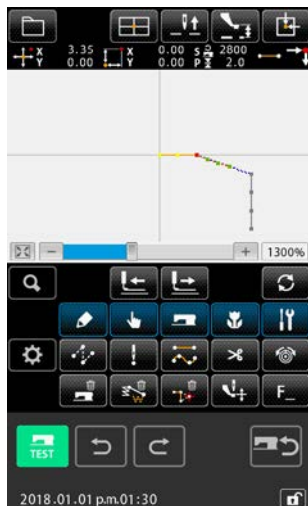 X 3.35 X 0.00 S 2800
Y 0.00 Y 0.00 P 2.0
1300%
F_
TEST
2018.01.01 p.m.01:30